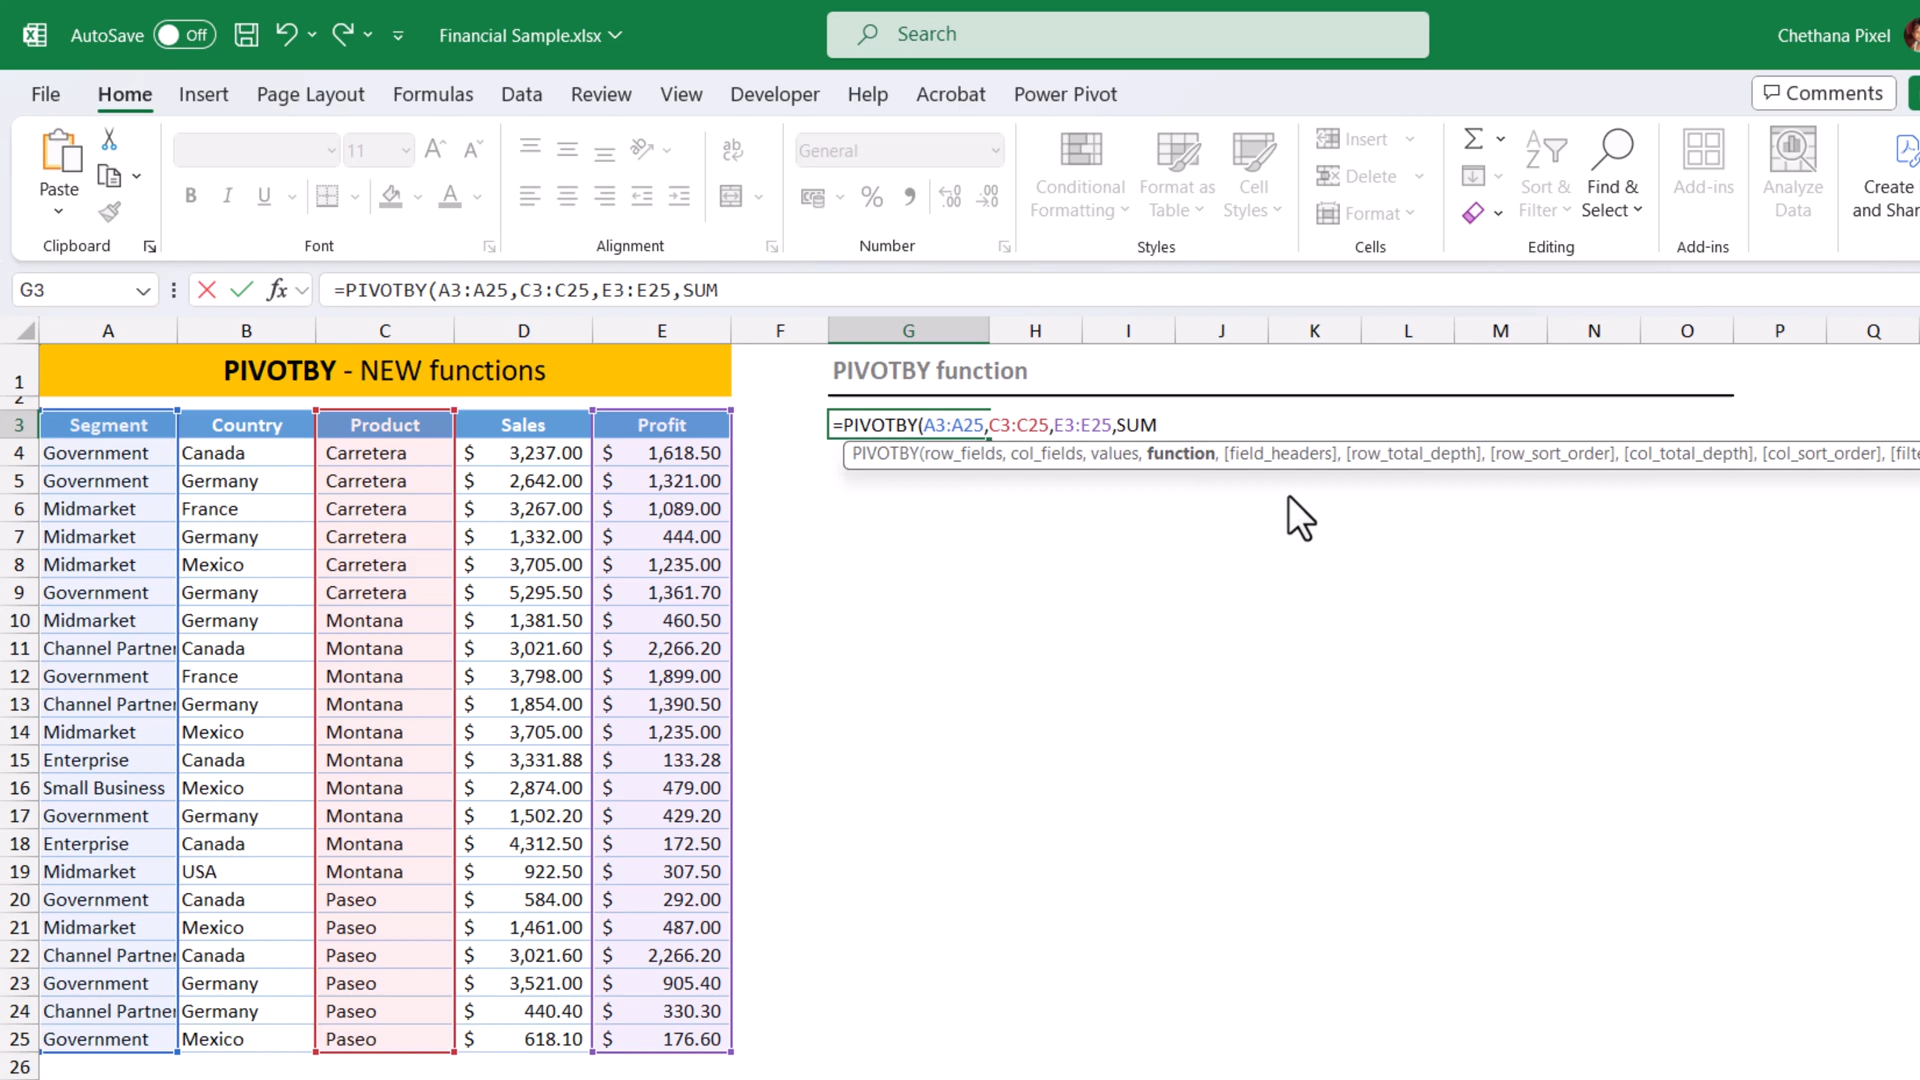 AutoSave Off Financial Sample.xlsx Search Chethana Pixel
File Home Insert Page Layout Formulas Data Review View Developer Help Acrobat Power Pivot Comments
Paste 11 General Conditional Formatting Format as Table Cell Styles Insert Delete Format Sort & Filter Find & Select Add-ins Analyze Data Create and Shar
B I U A % ab
Clipboard Font Alignment Number Styles Cells Editing Add-ins
G3 fx =PIVOTBY(A3:A25,C3:C25,E3:E25,SUM
A B C D E F G H I J K L M N O P Q
1 PIVOTBY - NEW functions PIVOTBY function
2
3 Segment Country Product Sales Profit =PIVOTBY(A3:A25,C3:C25,E3:E25,SUM
PIVOTBY(row_fields, col_fields, values, function, [field_headers], [row_total_depth], [row_sort_order], [col_total_depth], [col_sort_order], [filte
4 Government Canada Carretera $ 3,237.00 $ 1,618.50
5 Government Germany Carretera $ 2,642.00 $ 1,321.00
6 Midmarket France Carretera $ 3,267.00 $ 1,089.00
7 Midmarket Germany Carretera $ 1,332.00 $ 444.00
8 Midmarket Mexico Carretera $ 3,705.00 $ 1,235.00
9 Government Germany Carretera $ 5,295.50 $ 1,361.70
10 Midmarket Germany Montana $ 1,381.50 $ 460.50
11 Channel Partner Canada Montana $ 3,021.60 $ 2,266.20
12 Government France Montana $ 3,798.00 $ 1,899.00
13 Channel Partner Germany Montana $ 1,854.00 $ 1,390.50
14 Midmarket Mexico Montana $ 3,705.00 $ 1,235.00
15 Enterprise Canada Montana $ 3,331.88 $ 133.28
16 Small Business Mexico Montana $ 2,874.00 $ 479.00
17 Government Germany Montana $ 1,502.20 $ 429.20
18 Enterprise Canada Montana $ 4,312.50 $ 172.50
19 Midmarket USA Montana $ 922.50 $ 307.50
20 Government Canada Paseo $ 584.00 $ 292.00
21 Midmarket Mexico Paseo $ 1,461.00 $ 487.00
22 Channel Partner Canada Paseo $ 3,021.60 $ 2,266.20
23 Government Germany Paseo $ 3,521.00 $ 905.40
24 Channel Partner Germany Paseo $ 440.40 $ 330.30
25 Government Mexico Paseo $ 618.10 $ 176.60
26